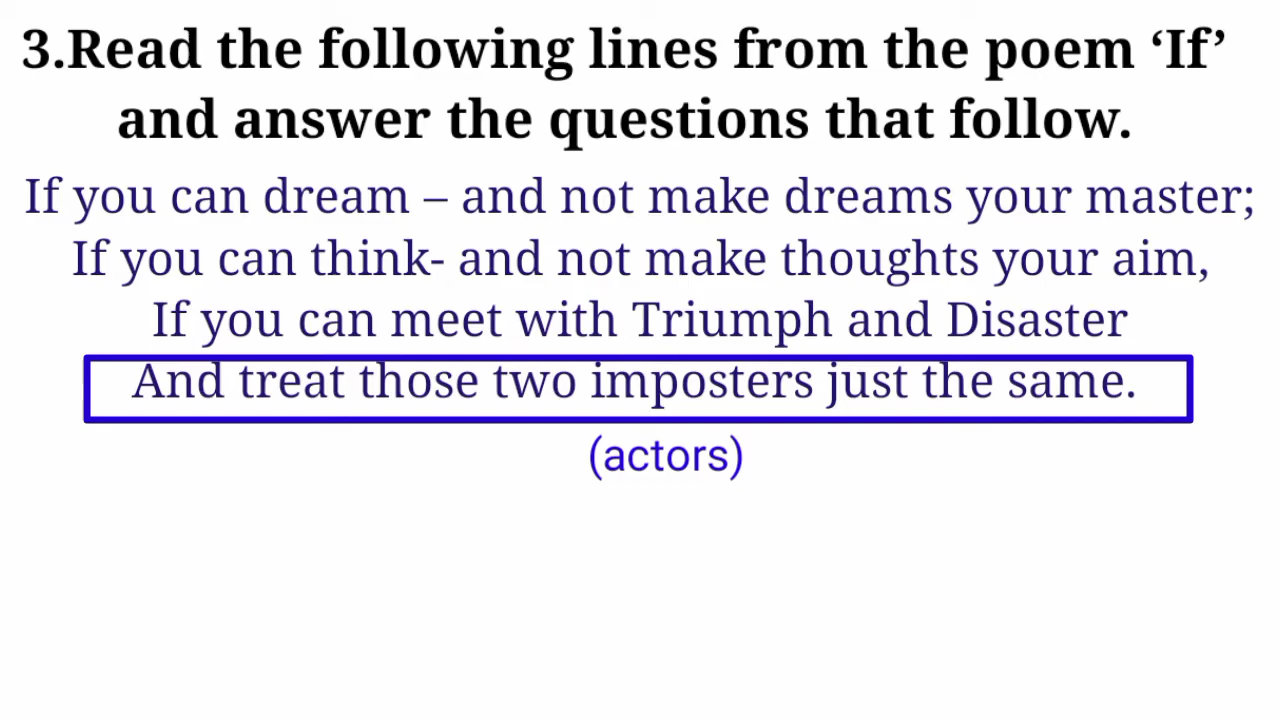 3.Read the following lines from the poem ‘If’
and answer the questions that follow.
If you can dream – and not make dreams your master;
If you can think- and not make thoughts your aim,
If you can meet with Triumph and Disaster
And treat those two imposters just the same.
(actors)